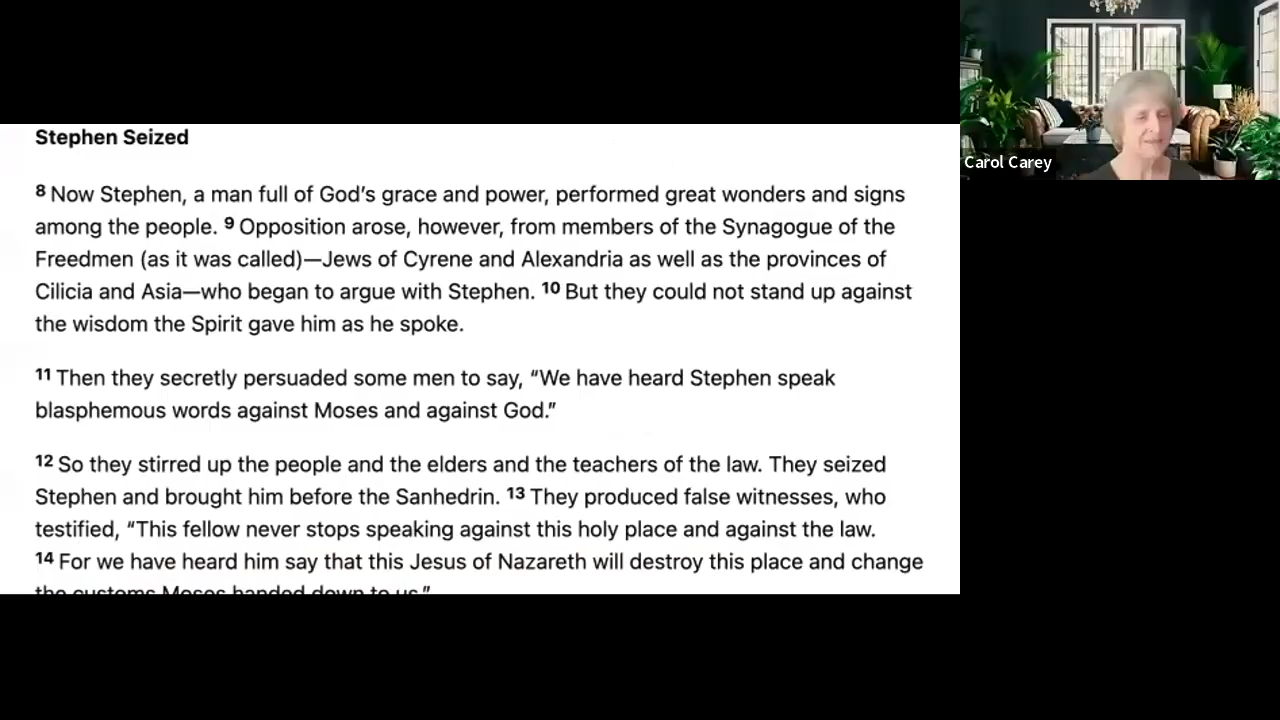 Stephen Seized
8 Now Stephen, a man full of God’s grace and power, performed great wonders and signs
among the people. 9 Opposition arose, however, from members of the Synagogue of the
Freedmen (as it was called)—Jews of Cyrene and Alexandria as well as the provinces of
Cilicia and Asia—who began to argue with Stephen. 10 But they could not stand up against
the wisdom the Spirit gave him as he spoke.
11 Then they secretly persuaded some men to say, “We have heard Stephen speak
blasphemous words against Moses and against God.”
12 So they stirred up the people and the elders and the teachers of the law. They seized
Stephen and brought him before the Sanhedrin. 13 They produced false witnesses, who
testified, “This fellow never stops speaking against this holy place and against the law.
14 For we have heard him say that this Jesus of Nazareth will destroy this place and change
the customs Moses handed down to us.”
Carol Carey